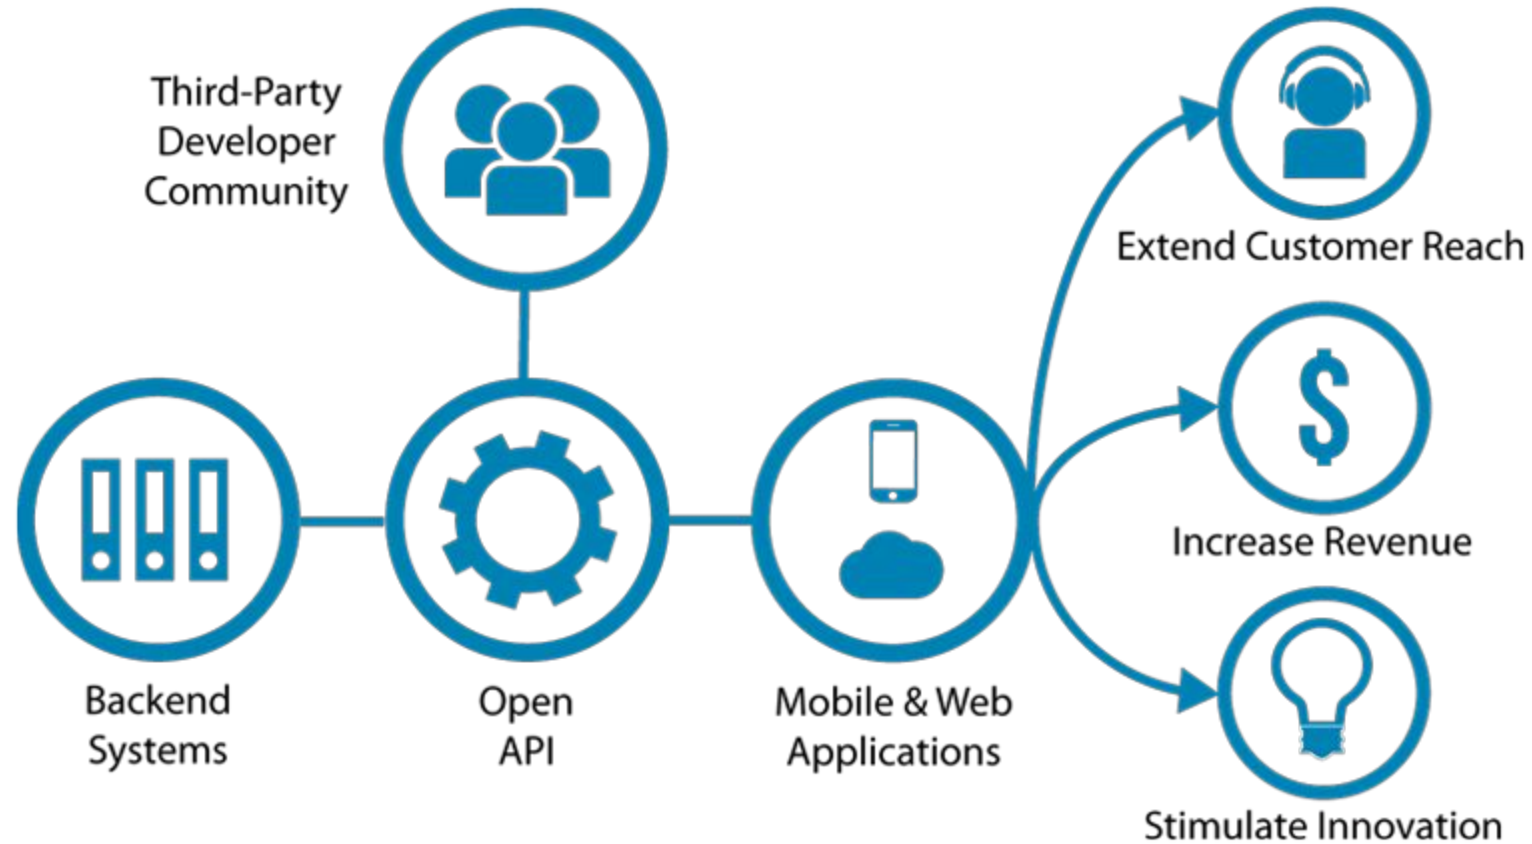 Third-Party
Developer
Community
Extend Customer Reach
$
Increase Revenue
Backend
Systems
Open
API
Mobile & Web
Applications
Stimulate Innovation